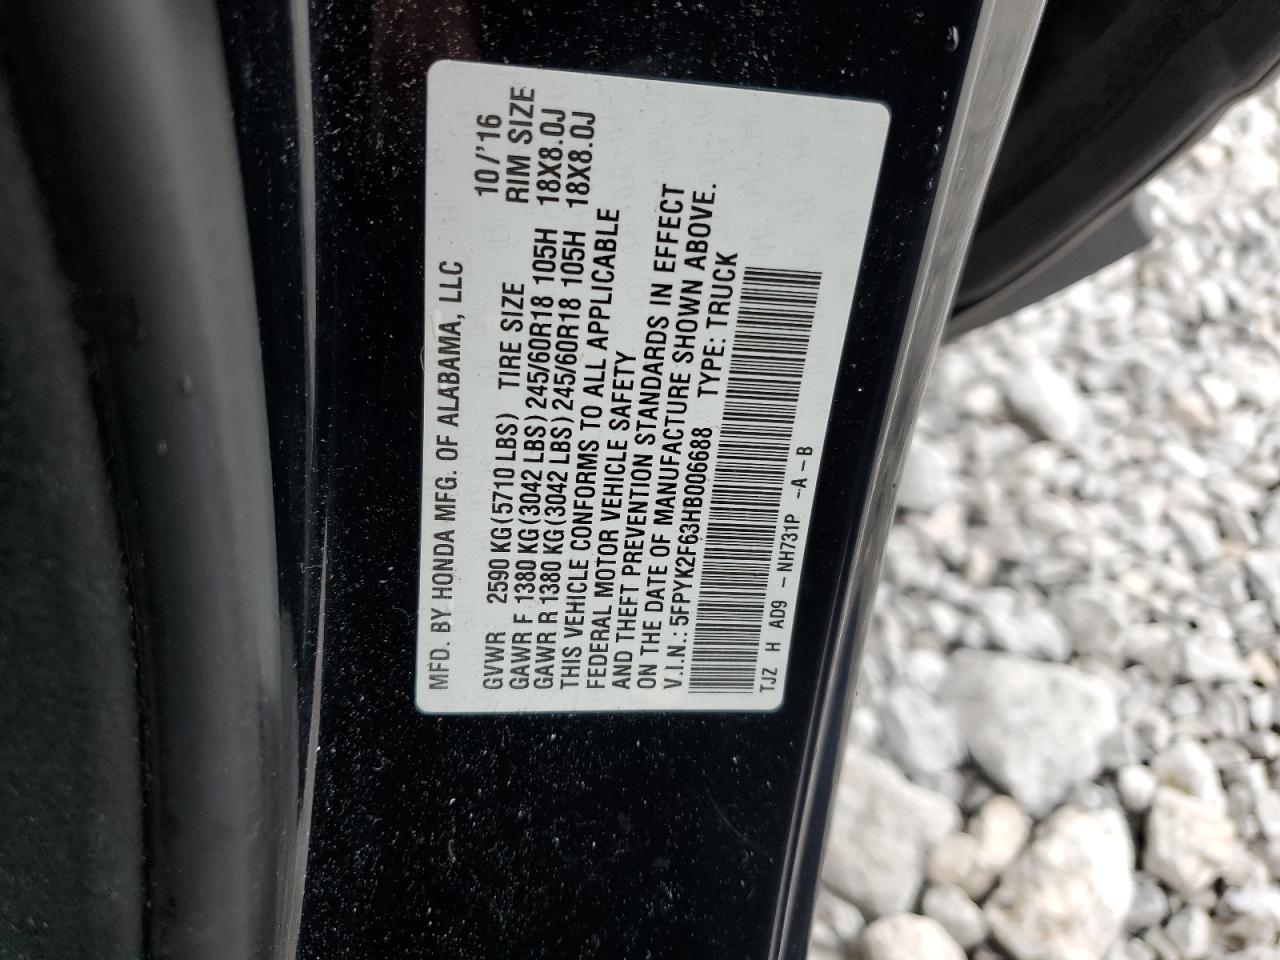 MFD. BY HONDA MFG. OF ALABAMA, LLC
10/'16
GVWR 2590 KG(5710 LBS) TIRE SIZE RIM SIZE
GAWR F 1380 KG(3042 LBS) 245/60R18 105H 18X8.0J
GAWR R 1380 KG(3042 LBS) 245/60R18 105H 18X8.0J
THIS VEHICLE CONFORMS TO ALL APPLICABLE
FEDERAL MOTOR VEHICLE SAFETY
AND THEFT PREVENTION STANDARDS IN EFFECT
ON THE DATE OF MANUFACTURE SHOWN ABOVE.
V.I.N.: 5FPYK2F63HB006688 TYPE: TRUCK
TJZ H AD9 - NH731P -A-B